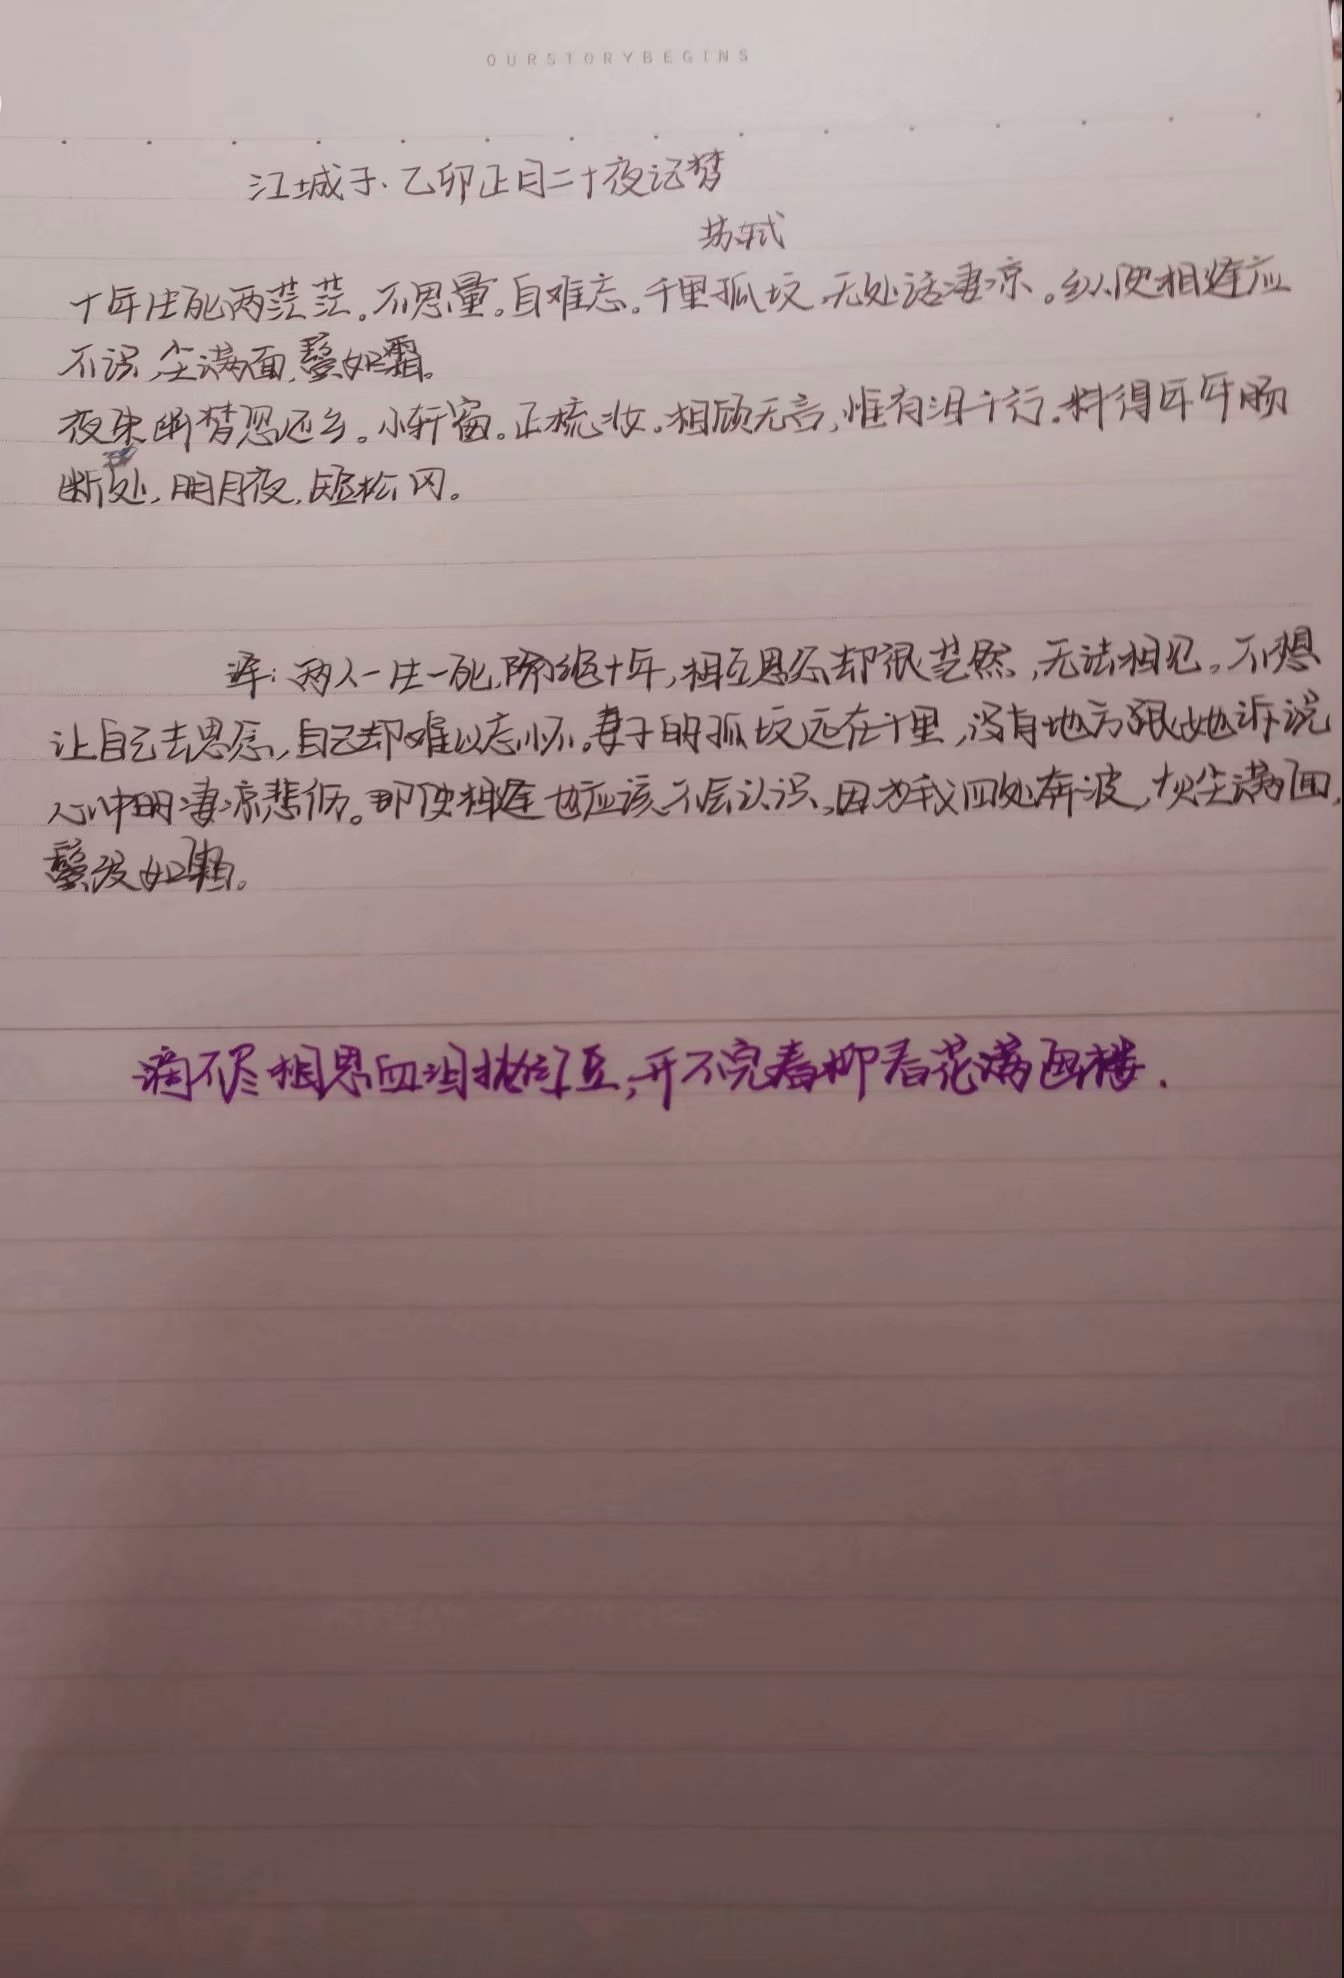 OURSTORYBEGINS
江城子·乙卯正月二十夜记梦
苏轼
十年生死两茫茫。不思量。自难忘。千里孤坟,无处话凄凉。纵使相逢应
不识,尘满面,鬓如霜。
夜来幽梦忽还乡。小轩窗。正梳妆。相顾无言,惟有泪千行.料得年年肠
断处,明月夜,短松冈。
译:两人一生一死,隔绝十年,相互思念却很茫然,无法相见。不想
让自己去思念,自己却难以忘怀。妻子的孤坟远在千里,没有地方跟她诉说
心中的凄凉悲伤。即使相逢也应该不会认识,因为我四处奔波,灰尘满面,
鬓发如霜。
滴不尽相思血泪抛红豆,开不完春柳春花满画楼.